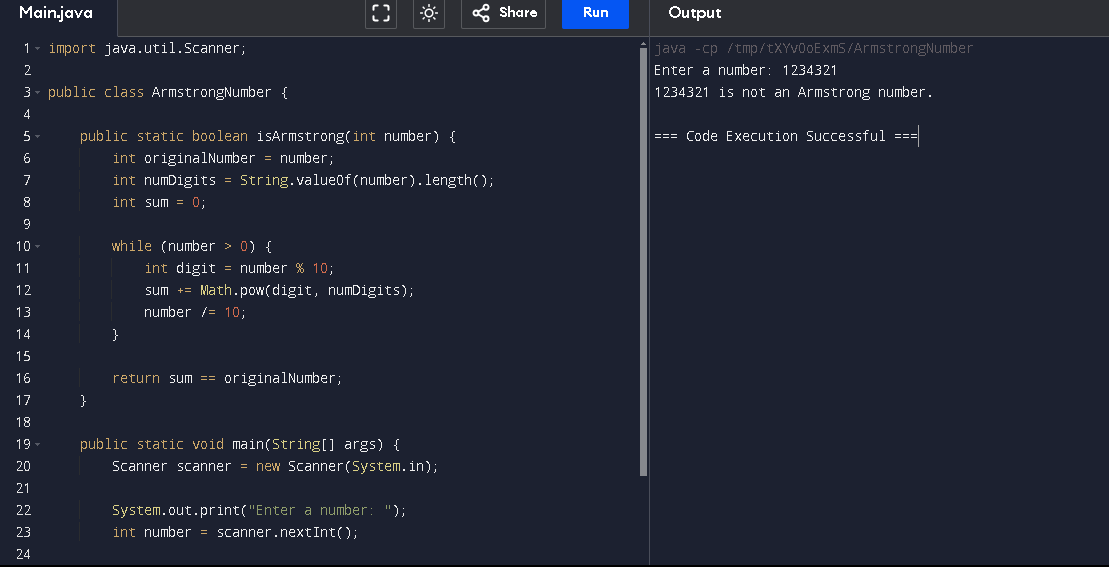 Main.java
Share
Run
Output
1 import java.util.Scanner;
2
3 public class ArmstrongNumber {
4
5     public static boolean isArmstrong(int number) {
6         int originalNumber = number;
7         int numDigits = String.valueOf(number).length();
8         int sum = 0;
9
10         while (number > 0) {
11             int digit = number % 10;
12             sum += Math.pow(digit, numDigits);
13             number /= 10;
14         }
15
16         return sum == originalNumber;
17     }
18
19     public static void main(String[] args) {
20         Scanner scanner = new Scanner(System.in);
21
22         System.out.print("Enter a number: ");
23         int number = scanner.nextInt();
24
java -cp /tmp/tXYvOoExmS/ArmstrongNumber
Enter a number: 1234321
1234321 is not an Armstrong number.
=== Code Execution Successful ===